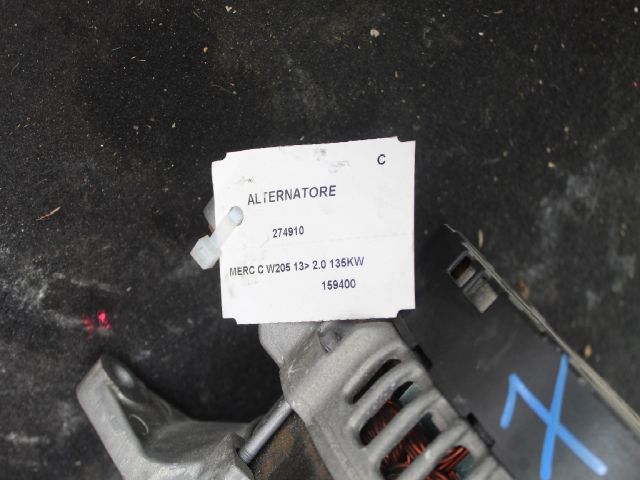 C
ALTERNATORE
274910
MERC C W205 13> 2.0 135KW
159400